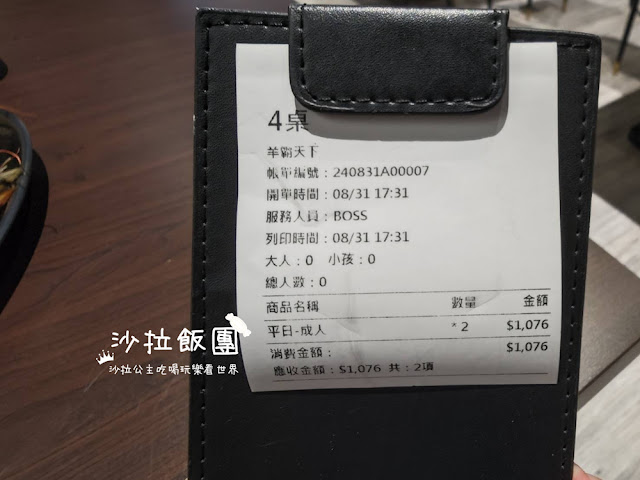 4桌
羊霸天下
帳單編號：240831A00007
開單時間：08/31 17:31
服務人員：BOSS
列印時間：08/31 17:31
大人：0 小孩：0
總人數：0
商品名稱 數量 金額
平日-成人 *2 $1,076
消費金額： $1,076
應收金額：$1,076 共：2項
沙拉飯團
沙拉公主吃喝玩樂看世界